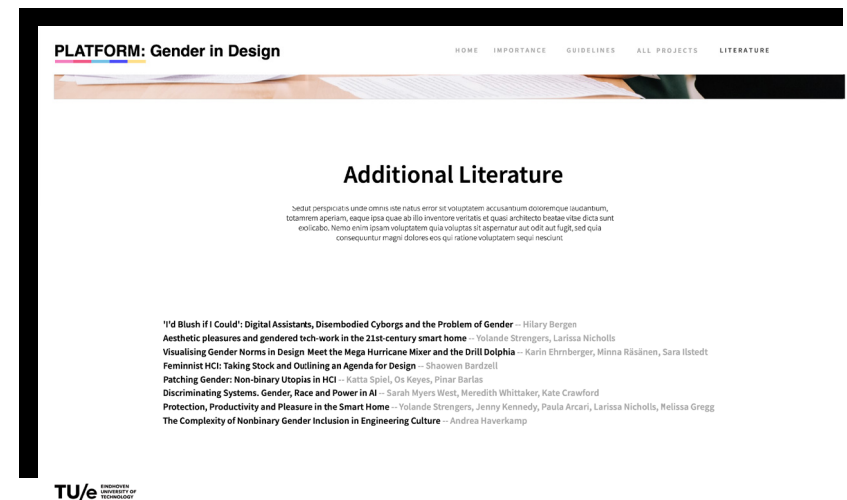 PLATFORM: Gender in Design
HOME IMPORTANCE GUIDELINES ALL PROJECTS LITERATURE
Additional Literature
Sedut perspiciatis unde omnis iste natus error sit voluptatem accusantium doloremque laudantium,
totamrem aperiam, eaque ipsa quae ab illo inventore veritatis et quasi architecto beatae vitae dicta sunt
explicabo. Nemo enim ipsam voluptatem quia voluptas sit aspernatur aut odit aut fugit, sed quia
consequuntur magni dolores eos qui ratione voluptatem sequi nesciunt
'I'd Blush if I Could': Digital Assistants, Disembodied Cyborgs and the Problem of Gender -- Hilary Bergen
Aesthetic pleasures and gendered tech-work in the 21st-century smart home -- Yolande Strengers, Larissa Nicholls
Visualising Gender Norms in Design Meet the Mega Hurricane Mixer and the Drill Dolphia -- Karin Ehrnberger, Minna Räsänen, Sara Ilstedt
Feminnist HCI: Taking Stock and Outlining an Agenda for Design -- Shaowen Bardzell
Patching Gender: Non-binary Utopias in HCI -- Katta Spiel, Os Keyes, Pinar Barlas
Discriminating Systems. Gender, Race and Power in AI -- Sarah Myers West, Meredith Whittaker, Kate Crawford
Protection, Productivity and Pleasure in the Smart Home -- Yolande Strengers, Jenny Kennedy, Paula Arcari, Larissa Nicholls, Melissa Gregg
The Complexity of Nonbinary Gender Inclusion in Engineering Culture -- Andrea Haverkamp
TU/e EINDHOVEN
UNIVERSITY OF
TECHNOLOGY